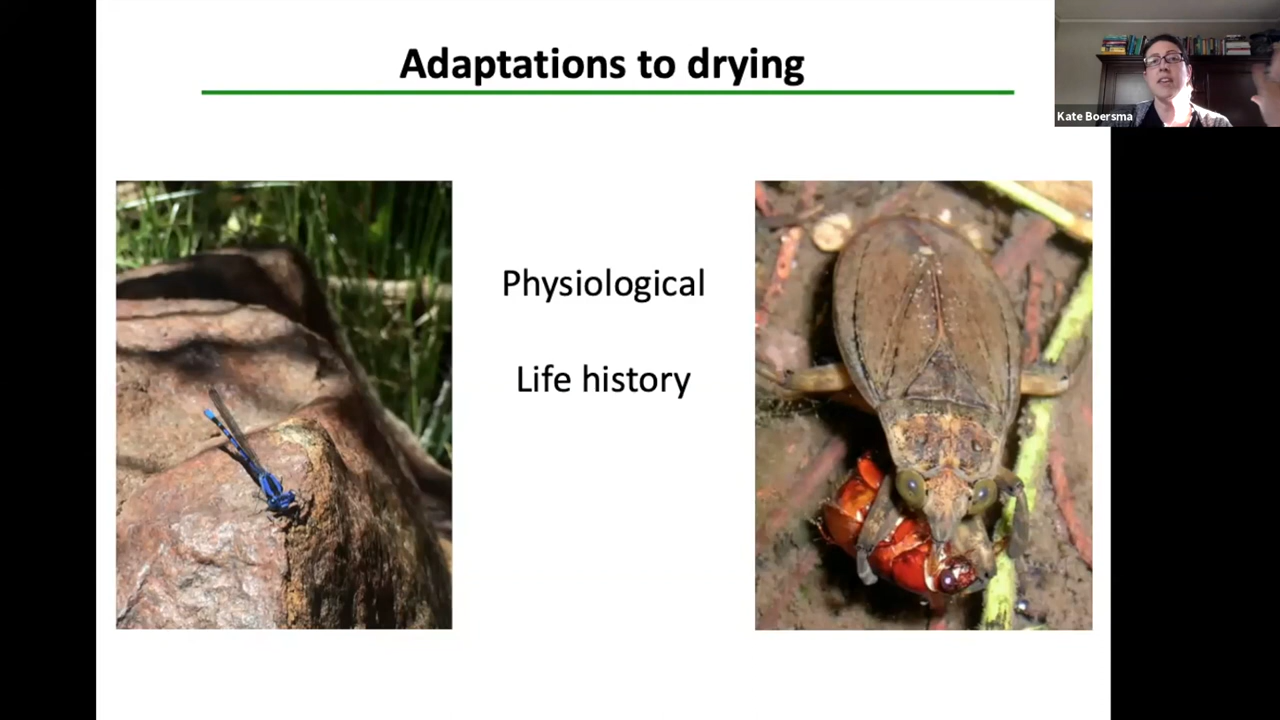 Adaptations to drying
Kate Boersma
Physiological
Life history